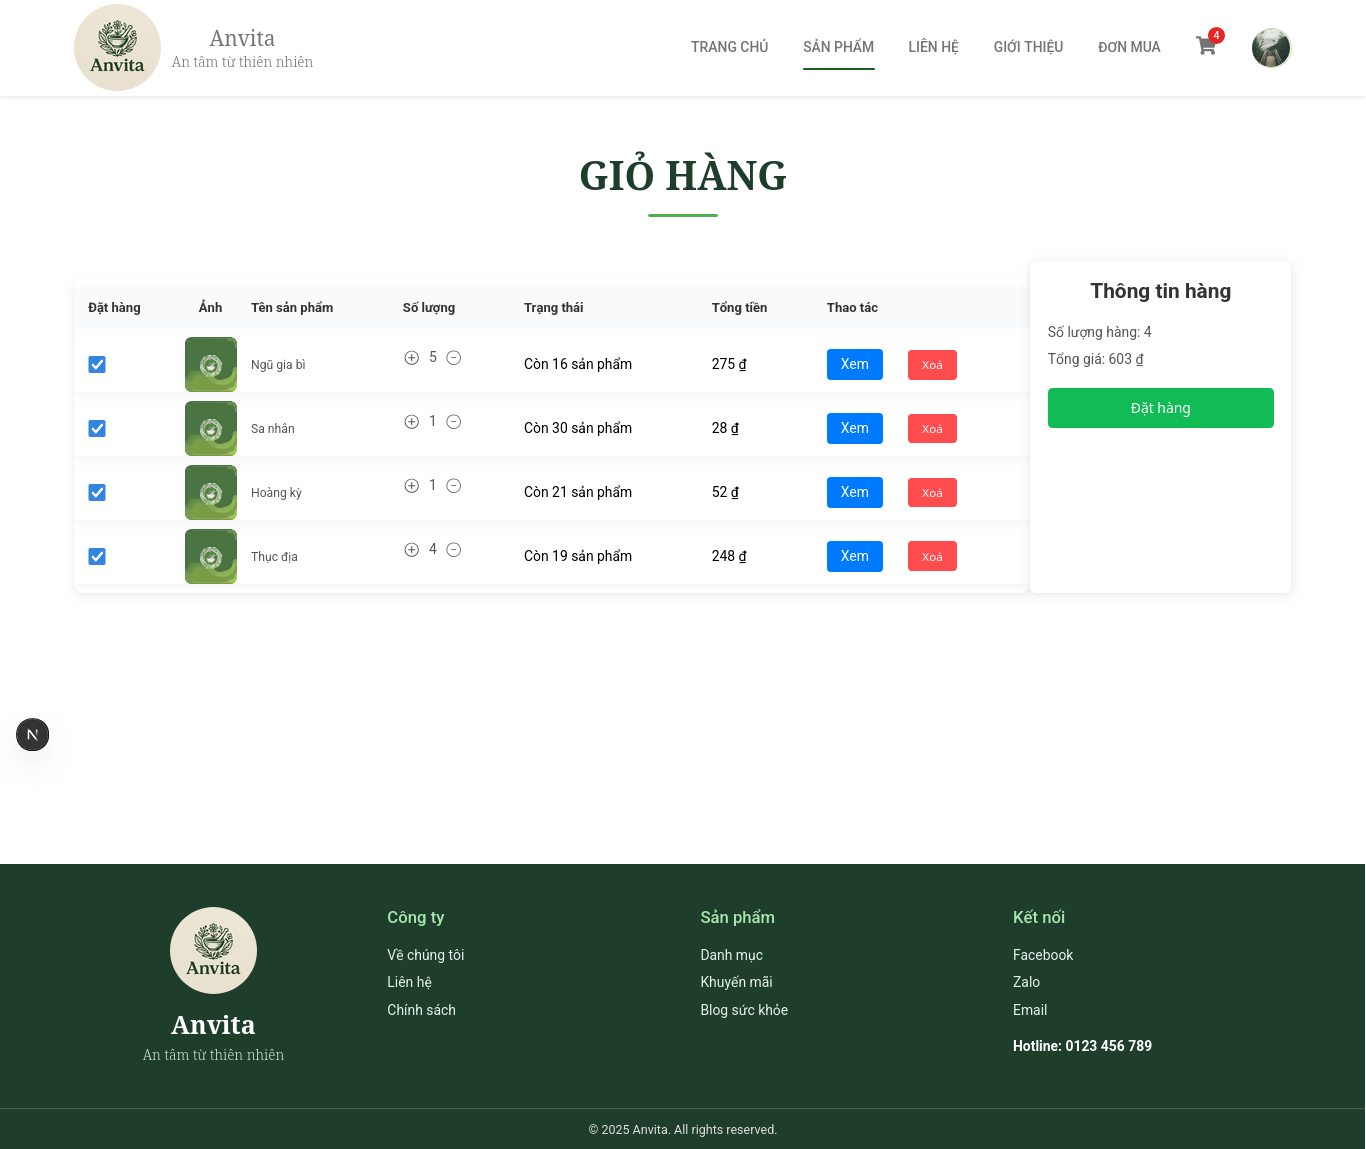 Anvita
Anvita
An tâm từ thiên nhiên
TRANG CHỦ SẢN PHẨM LIÊN HỆ GIỚI THIỆU ĐƠN MUA 4
GIỎ HÀNG
Đặt hàng Ảnh Tên sản phẩm Số lượng Trạng thái Tổng tiền Thao tác
Ngũ gia bì 5 Còn 16 sản phẩm 275 ₫ Xem Xoá
Sa nhân 1 Còn 30 sản phẩm 28 ₫ Xem Xoá
Hoàng kỳ 1 Còn 21 sản phẩm 52 ₫ Xem Xoá
Thục địa 4 Còn 19 sản phẩm 248 ₫ Xem Xoá
Thông tin hàng
Số lượng hàng: 4
Tổng giá: 603 ₫
Đặt hàng
N
Anvita
Anvita
An tâm từ thiên nhiên
Công ty
Về chúng tôi
Liên hệ
Chính sách
Sản phẩm
Danh mục
Khuyến mãi
Blog sức khỏe
Kết nối
Facebook
Zalo
Email
Hotline: 0123 456 789
© 2025 Anvita. All rights reserved.